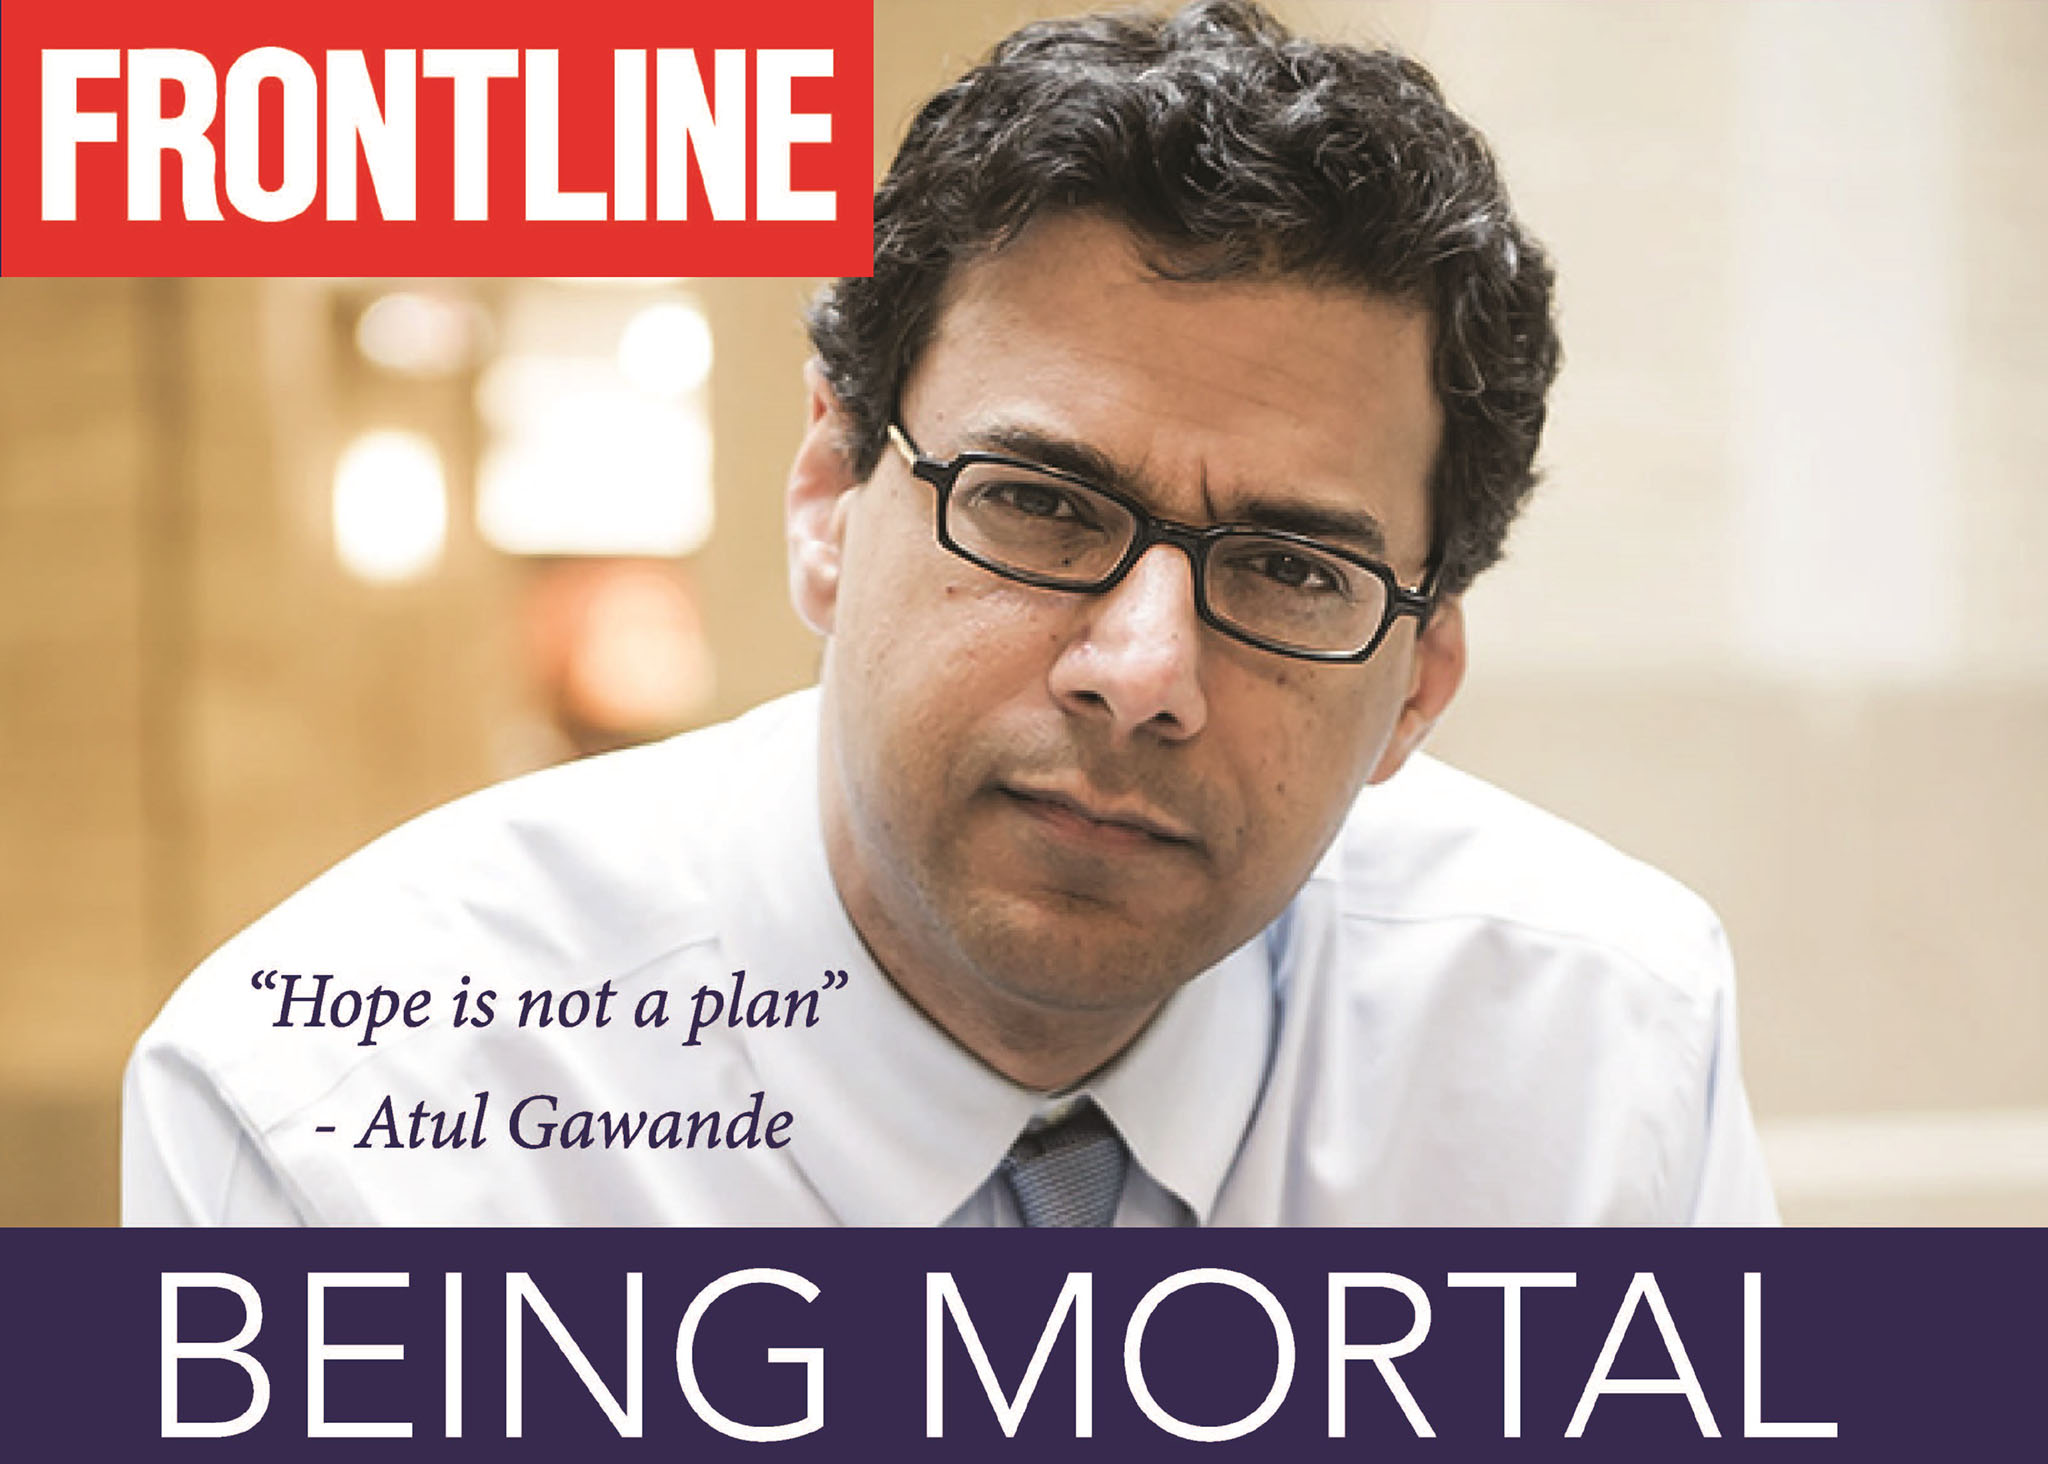 FRONTLINE
“Hope is not a plan”
- Atul Gawande
BEING MORTAL